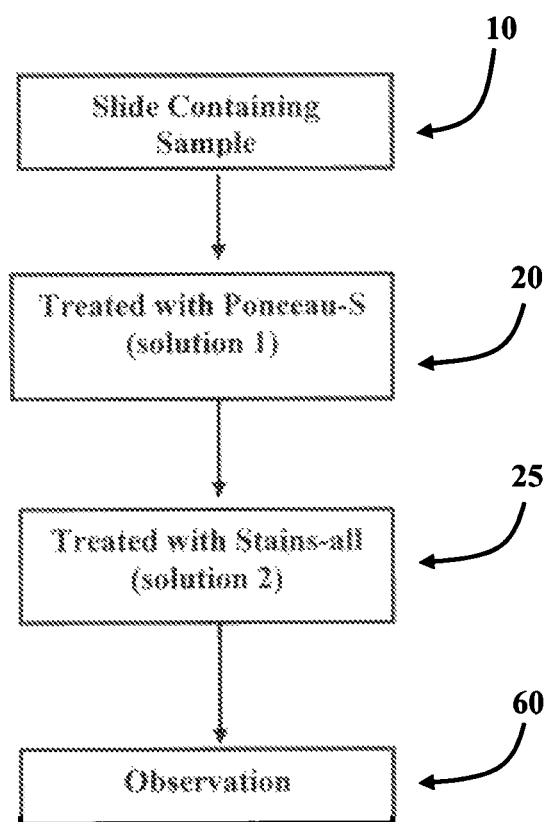 10
Slide Containing
Sample
20
Treated with Ponceau-S
(solution 1)
25
Treated with Stains-all
(solution 2)
60
Observation